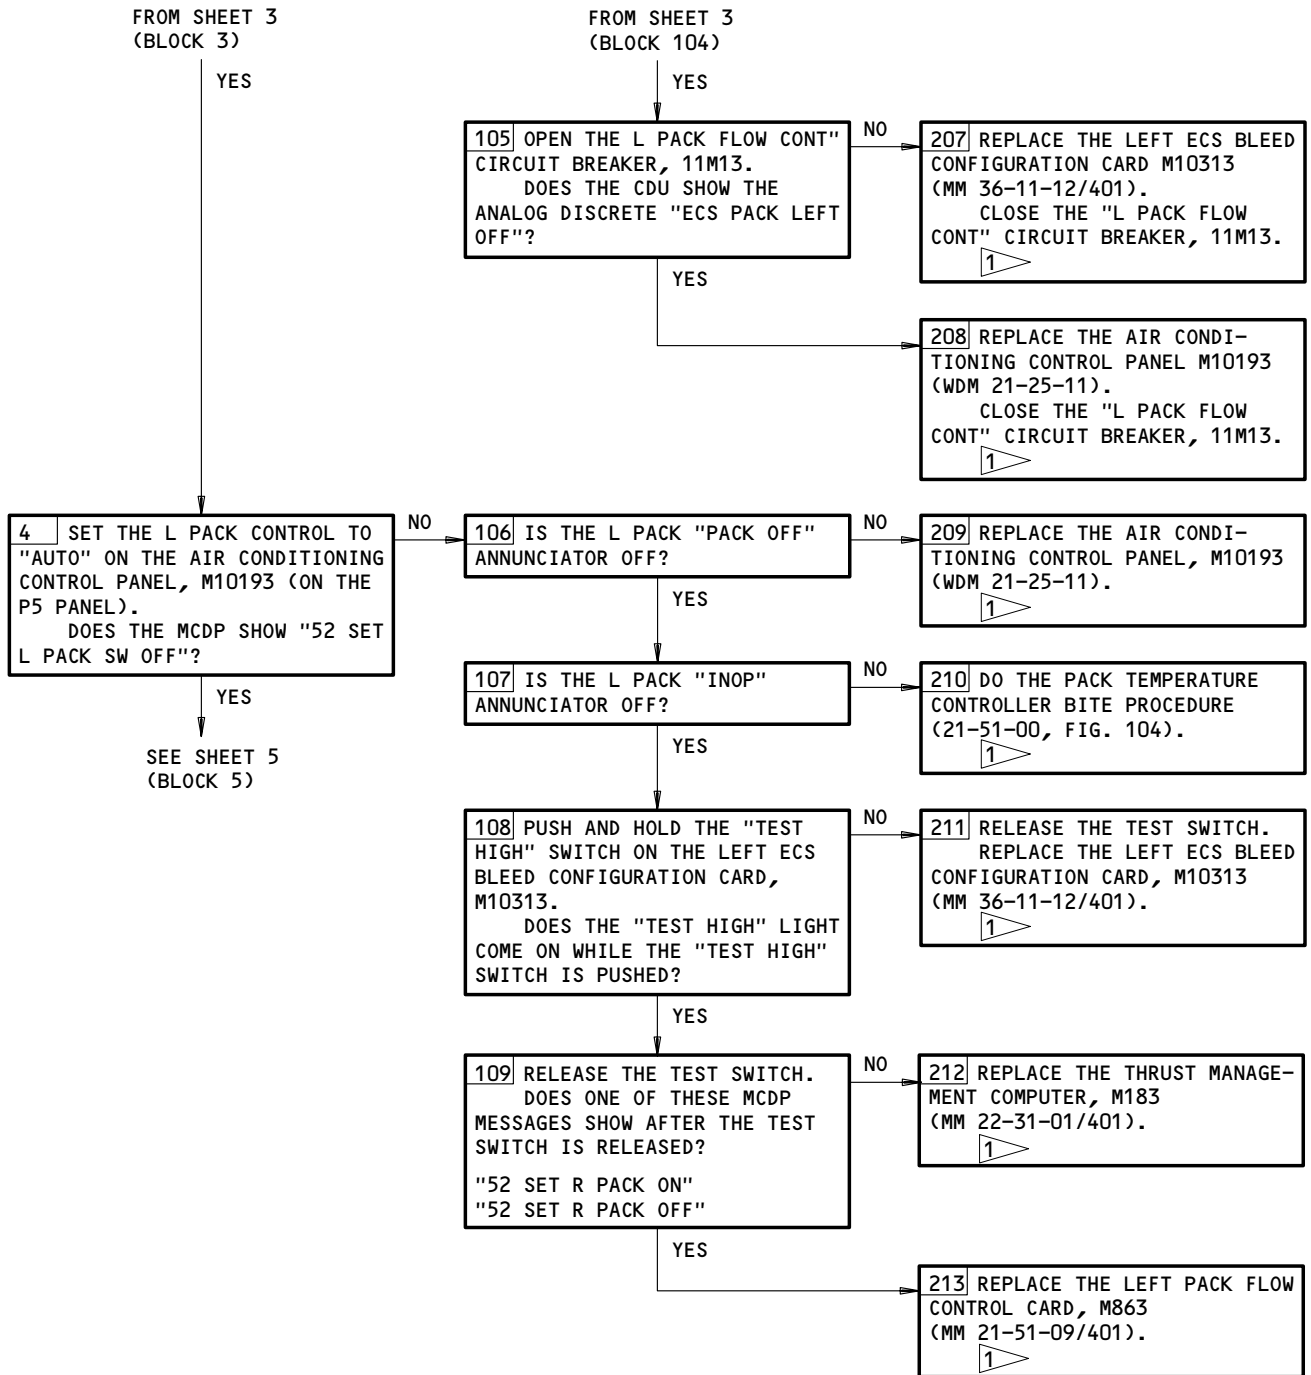 FROM SHEET 3
(BLOCK 3)
YES
FROM SHEET 3
(BLOCK 104)
YES
105 OPEN THE L PACK FLOW CONT"
CIRCUIT BREAKER, 11M13.
DOES THE CDU SHOW THE
ANALOG DISCRETE "ECS PACK LEFT
OFF"?
NO
207 REPLACE THE LEFT ECS BLEED
CONFIGURATION CARD M10313
(MM 36-11-12/401).
CLOSE THE "L PACK FLOW
CONT" CIRCUIT BREAKER, 11M13.
1
YES
208 REPLACE THE AIR CONDI-
TIONING CONTROL PANEL M10193
(WDM 21-25-11).
CLOSE THE "L PACK FLOW
CONT" CIRCUIT BREAKER, 11M13.
1
4 SET THE L PACK CONTROL TO
"AUTO" ON THE AIR CONDITIONING
CONTROL PANEL, M10193 (ON THE
P5 PANEL).
DOES THE MCDP SHOW "52 SET
L PACK SW OFF"?
NO
YES
SEE SHEET 5
(BLOCK 5)
106 IS THE L PACK "PACK OFF"
ANNUNCIATOR OFF?
NO
209 REPLACE THE AIR CONDI-
TIONING CONTROL PANEL, M10193
(WDM 21-25-11).
1
YES
107 IS THE L PACK "INOP"
ANNUNCIATOR OFF?
NO
210 DO THE PACK TEMPERATURE
CONTROLLER BITE PROCEDURE
(21-51-00, FIG. 104).
1
YES
108 PUSH AND HOLD THE "TEST
HIGH" SWITCH ON THE LEFT ECS
BLEED CONFIGURATION CARD,
M10313.
DOES THE "TEST HIGH" LIGHT
COME ON WHILE THE "TEST HIGH"
SWITCH IS PUSHED?
NO
211 RELEASE THE TEST SWITCH.
REPLACE THE LEFT ECS BLEED
CONFIGURATION CARD, M10313
(MM 36-11-12/401).
1
YES
109 RELEASE THE TEST SWITCH.
DOES ONE OF THESE MCDP
MESSAGES SHOW AFTER THE TEST
SWITCH IS RELEASED?
"52 SET R PACK ON"
"52 SET R PACK OFF"
NO
212 REPLACE THE THRUST MANAGE-
MENT COMPUTER, M183
(MM 22-31-01/401).
1
YES
213 REPLACE THE LEFT PACK FLOW
CONTROL CARD, M863
(MM 21-51-09/401).
1